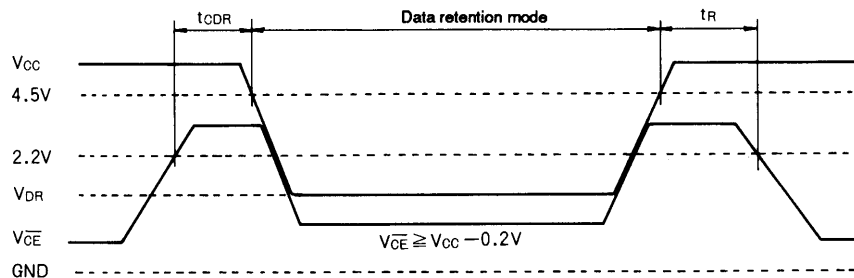 tCDR
Data retention mode
tR
VCC
4.5V
2.2V
VDR
VCE
VCE≧VCC−0.2V
GND